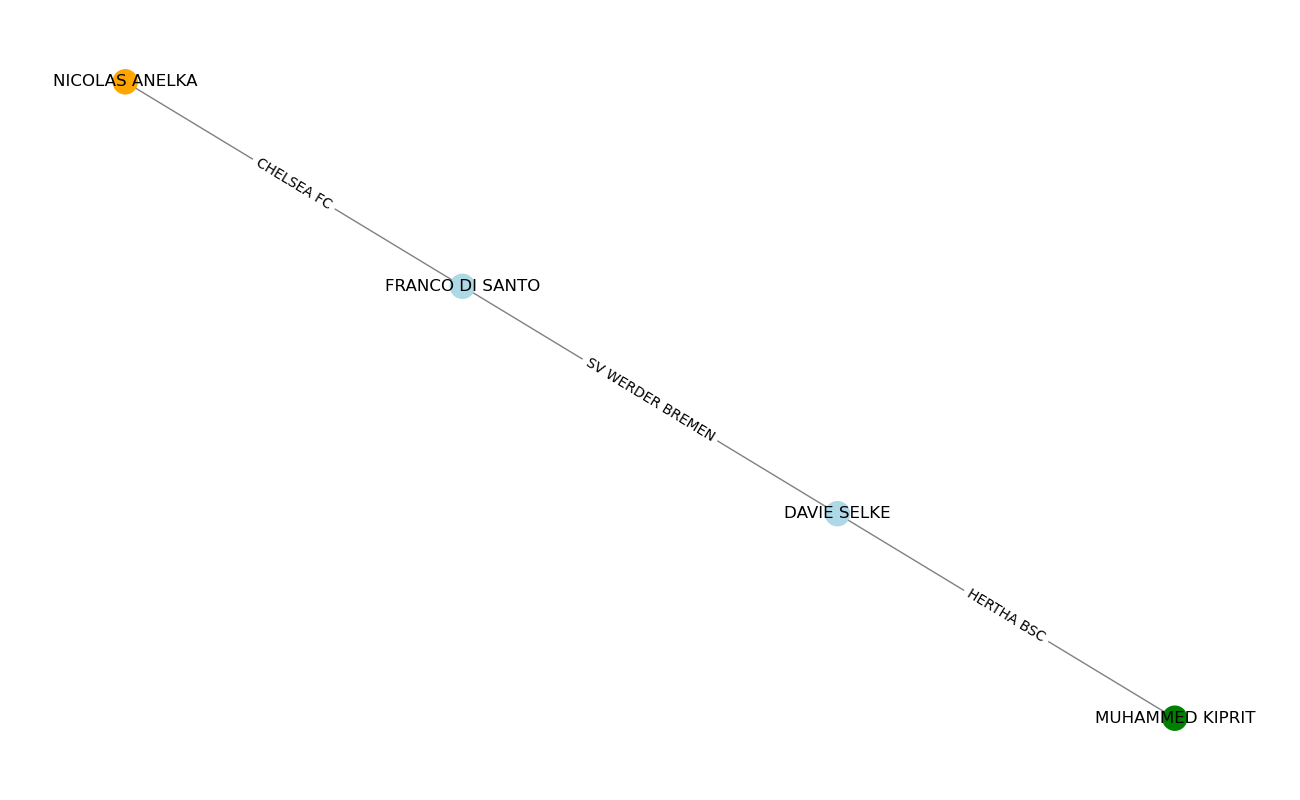 NICOLAS ANELKA
CHELSEA FC
FRANCO DI SANTO
SV WERDER BREMEN
DAVIE SELKE
HERTHA BSC
MUHAMMED KIPRIT